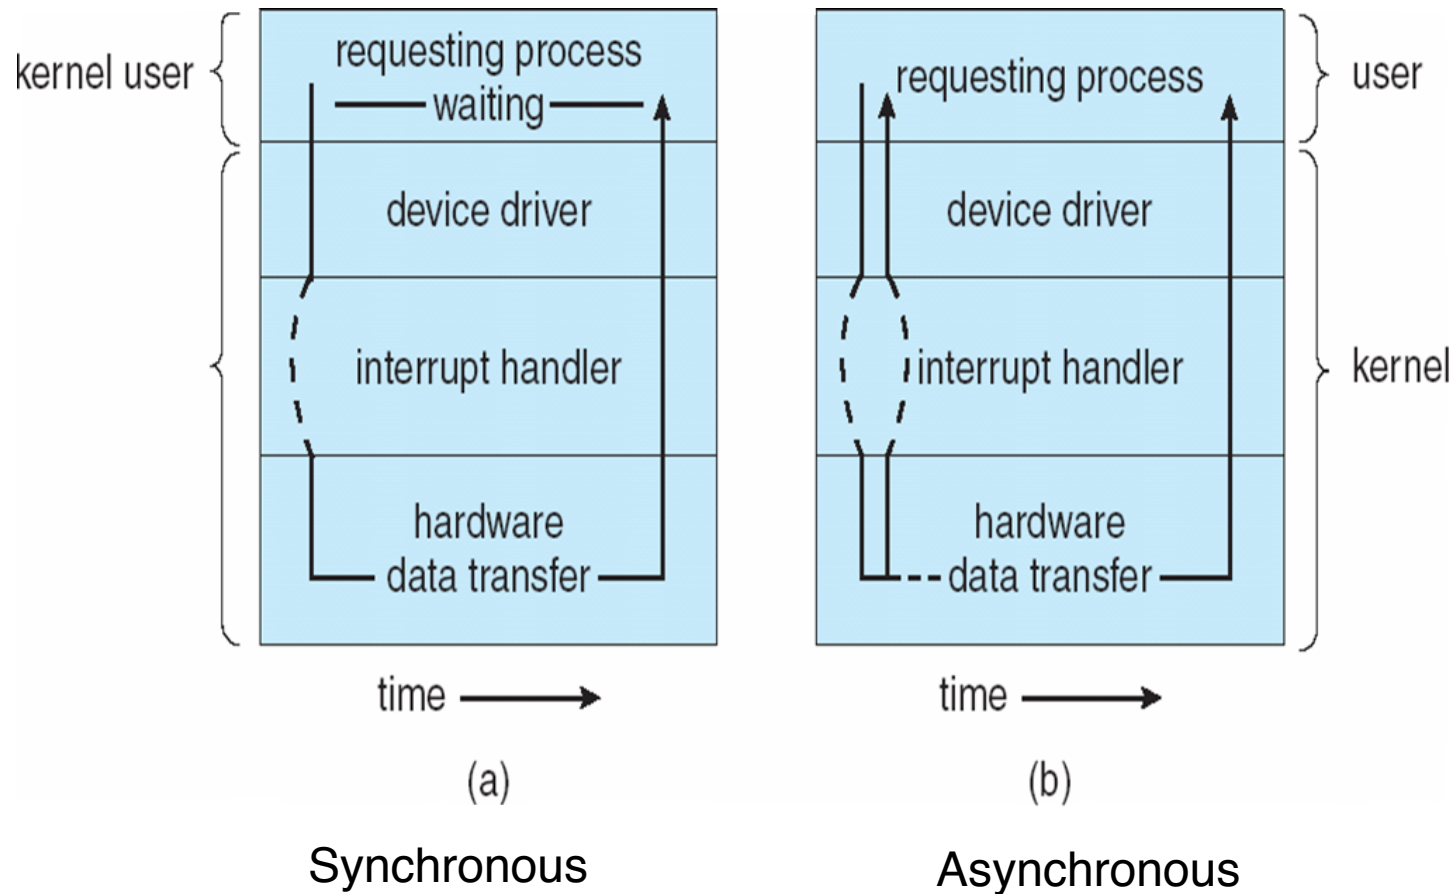 kernel user
requesting process
waiting
device driver
interrupt handler
hardware
data transfer
time
(a)
Synchronous
requesting process
user
device driver
interrupt handler
kernel
hardware
data transfer
time
(b)
Asynchronous